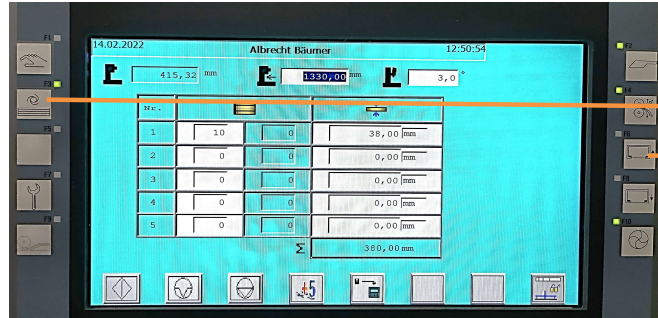 14.02.2022 Albrecht Bäumer 12:50:54
F1 F2
415,32 mm 1330,00 mm 3,0 °
F3 F4
Nr.
F5 1 10 0 38,00 mm F6
2 0 0 0,00 mm
F7 3 0 0 0,00 mm F8
4 0 0 0,00 mm
F9 5 0 0 0,00 mm F10
Σ 380,00 mm
t5